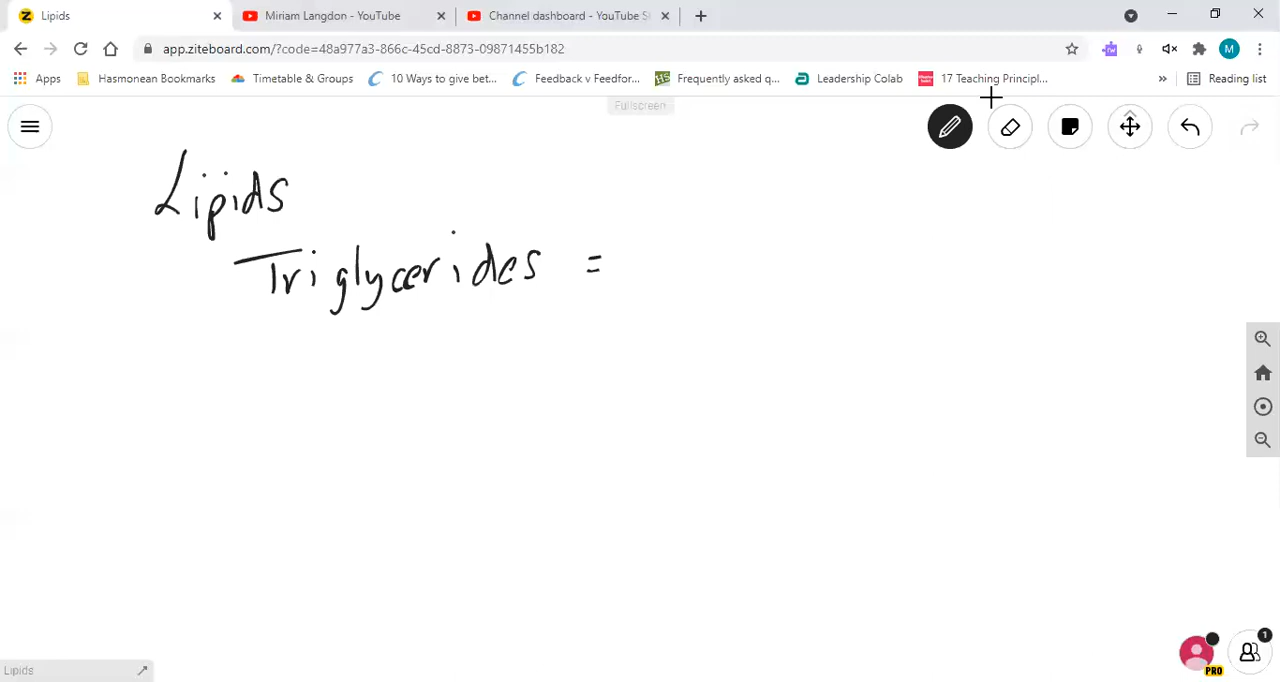 Lipids
Miriam Langdon - YouTube
Channel dashboard - YouTube S
app.ziteboard.com/?code=48a977a3-866c-45cd-8873-09871455b182
Apps
Hasmonean Bookmarks
Timetable & Groups
10 Ways to give bet...
Feedback v Feedfor...
Frequently asked q...
Leadership Colab
17 Teaching Principl...
»
Reading list
Fullscreen
Lipids
Triglycerides =
1
PRO
Lipids